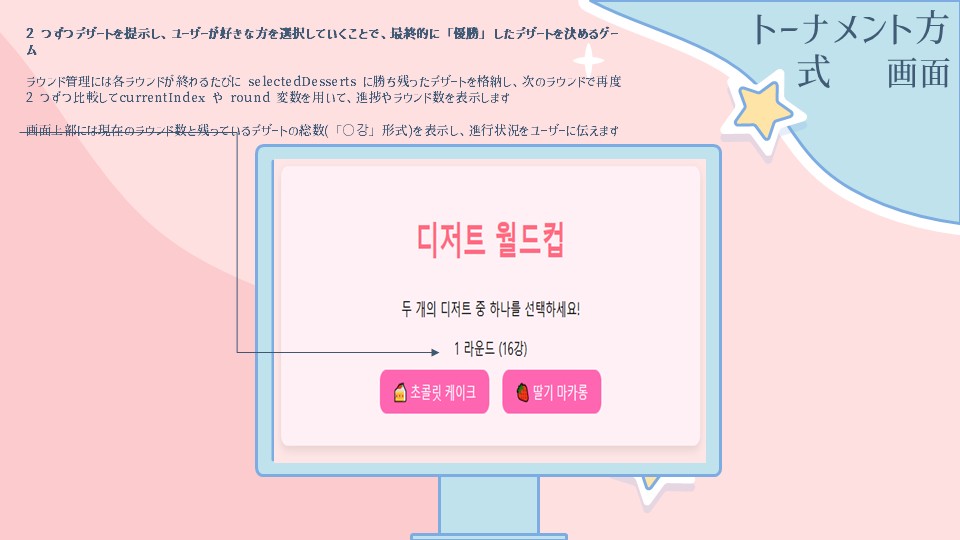 トーナメント方
式 画面
2 つずつデザートを提示し、ユーザーが好きな方を選択していくことで、最終的に「優勝」したデザートを決めるゲー
ム
ラウンド管理には各ラウンドが終わるたびに selectedDesserts に勝ち残ったデザートを格納し、次のラウンドで再度
2 つずつ比較してcurrentIndex や round 変数を用いて、進捗やラウンド数を表示します
画面上部には現在のラウンド数と残っているデザートの総数(「〇강」形式)を表示し、進行状況をユーザーに伝えます
디저트 월드컵
두 개의 디저트 중 하나를 선택하세요!
1 라운드 (16강)
초콜릿 케이크 딸기 마카롱